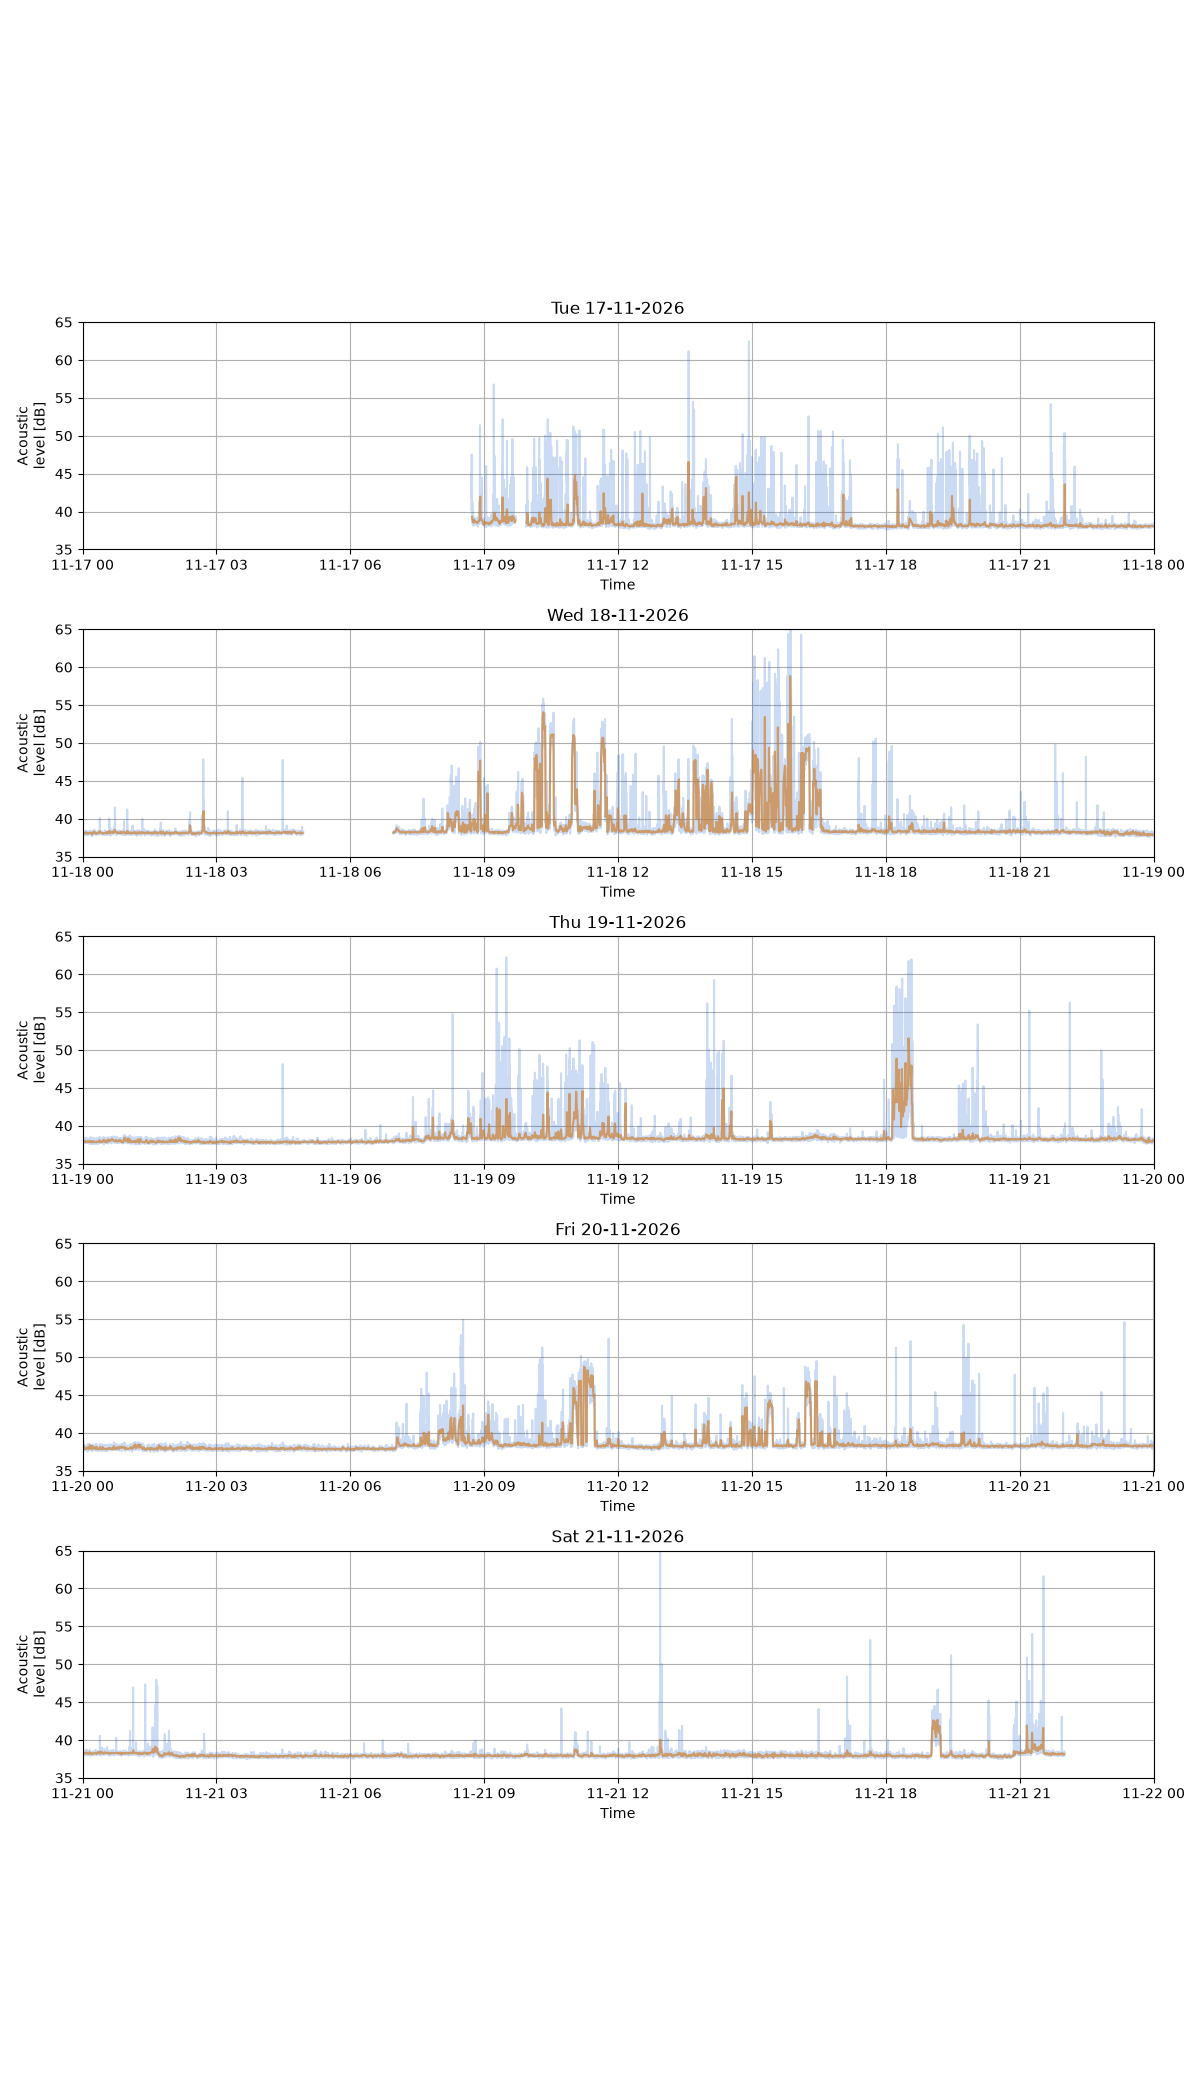 Tue 17-11-2026
65
60
55
50
45
40
35
Acoustic
level [dB]
11-17 00 11-17 03 11-17 06 11-17 09 11-17 12 11-17 15 11-17 18 11-17 21 11-18 00
Time
Wed 18-11-2026
65
60
55
50
45
40
35
Acoustic
level [dB]
11-18 00 11-18 03 11-18 06 11-18 09 11-18 12 11-18 15 11-18 18 11-18 21 11-19 00
Time
Thu 19-11-2026
65
60
55
50
45
40
35
Acoustic
level [dB]
11-19 00 11-19 03 11-19 06 11-19 09 11-19 12 11-19 15 11-19 18 11-19 21 11-20 00
Time
Fri 20-11-2026
65
60
55
50
45
40
35
Acoustic
level [dB]
11-20 00 11-20 03 11-20 06 11-20 09 11-20 12 11-20 15 11-20 18 11-20 21 11-21 00
Time
Sat 21-11-2026
65
60
55
50
45
40
35
Acoustic
level [dB]
11-21 00 11-21 03 11-21 06 11-21 09 11-21 12 11-21 15 11-21 18 11-21 21 11-22 00
Time